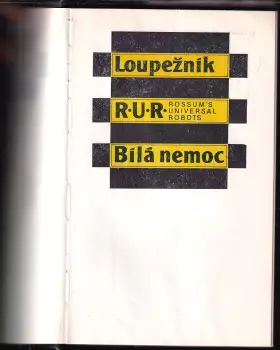 Loupežník
R·U·R· ROSSUM'S
UNIVERSAL
ROBOTS
Bílá nemoc